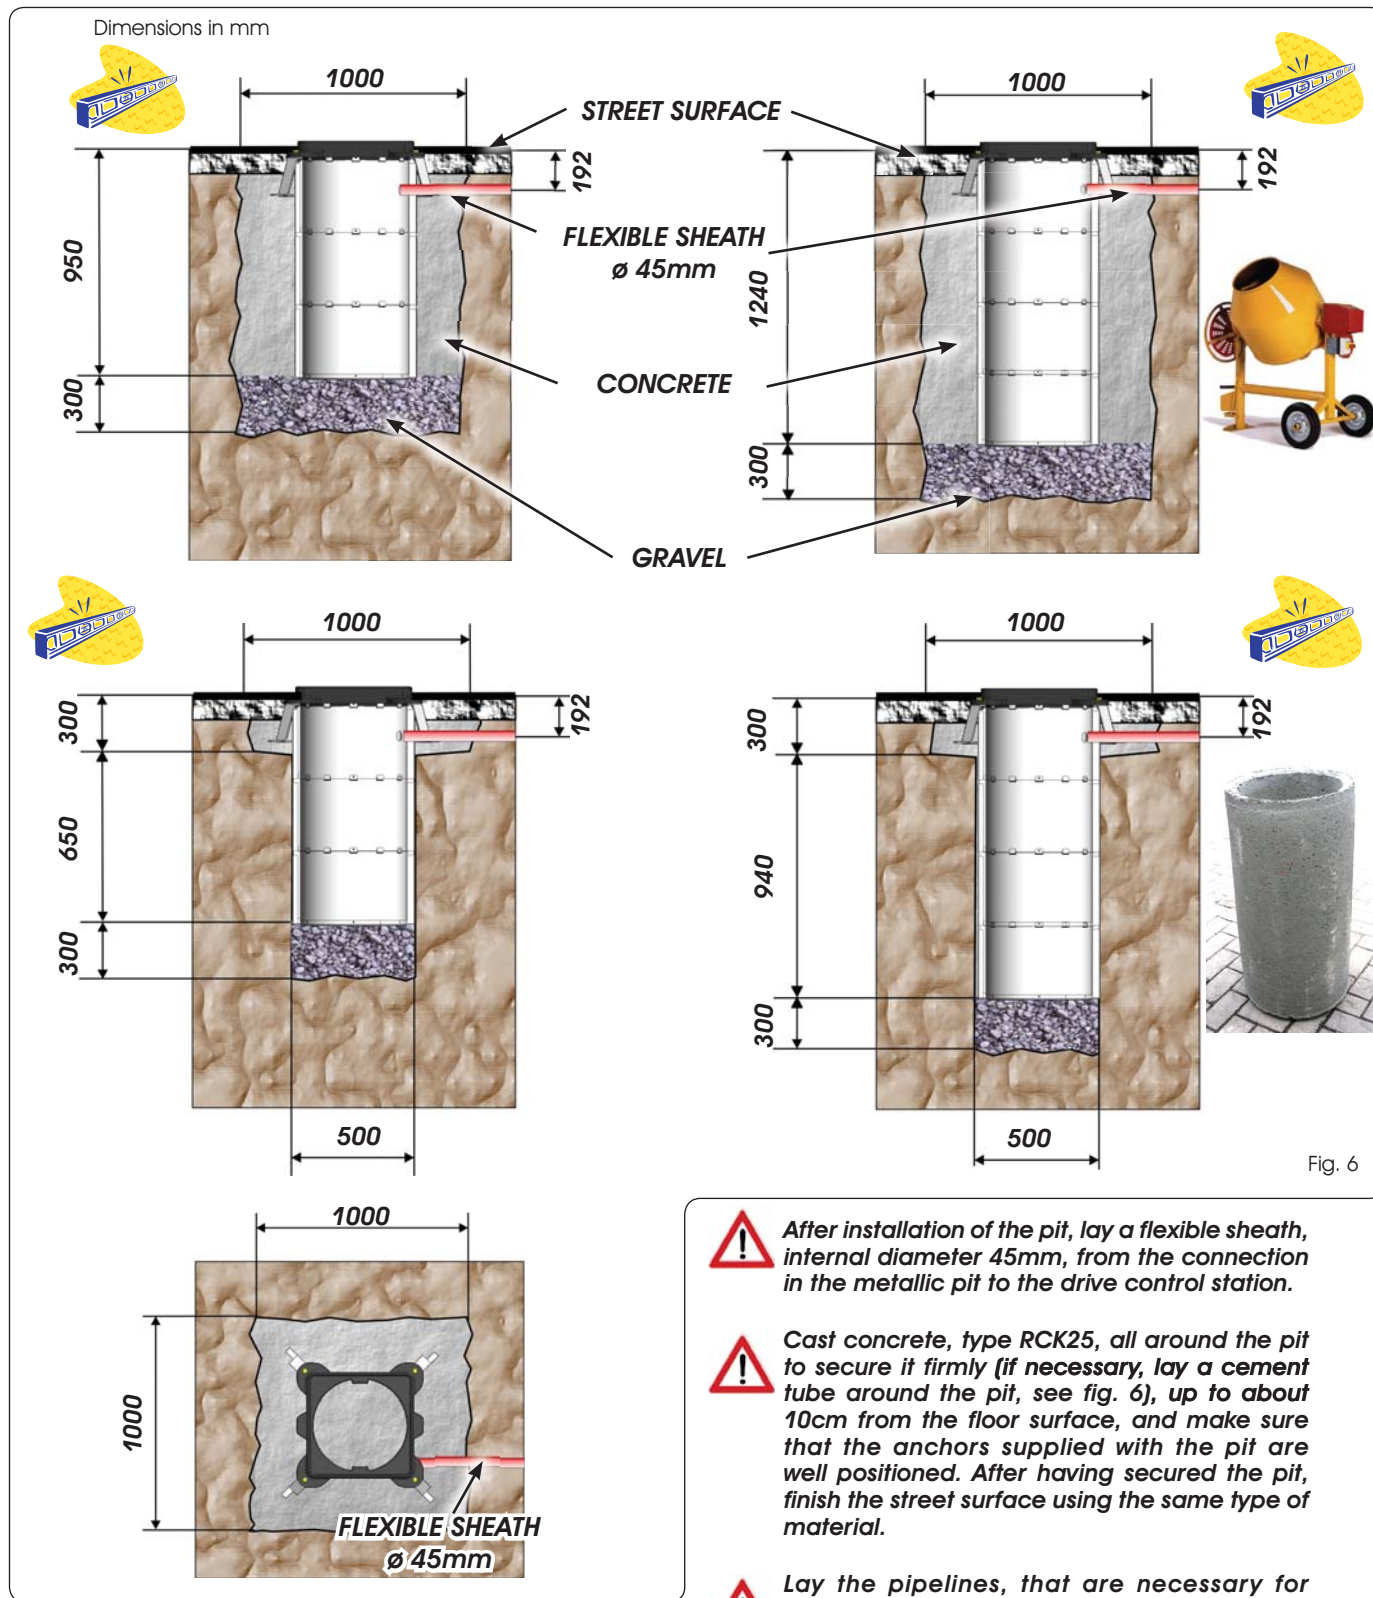 Dimensions in mm
1000
1000
STREET SURFACE
192
192
950
FLEXIBLE SHEATH
ø 45mm
1240
CONCRETE
300
300
GRAVEL
1000
1000
300
192
300
192
650
940
300
300
500
500
Fig. 6
1000
1000
FLEXIBLE SHEATH
ø 45mm
After installation of the pit, lay a flexible sheath,
internal diameter 45mm, from the connection
in the metallic pit to the drive control station.
Cast concrete, type RCK25, all around the pit
to secure it firmly (if necessary, lay a cement
tube around the pit, see fig. 6), up to about
10cm from the floor surface, and make sure
that the anchors supplied with the pit are
well positioned. After having secured the pit,
finish the street surface using the same type of
material.
Lay the pipelines, that are necessary for